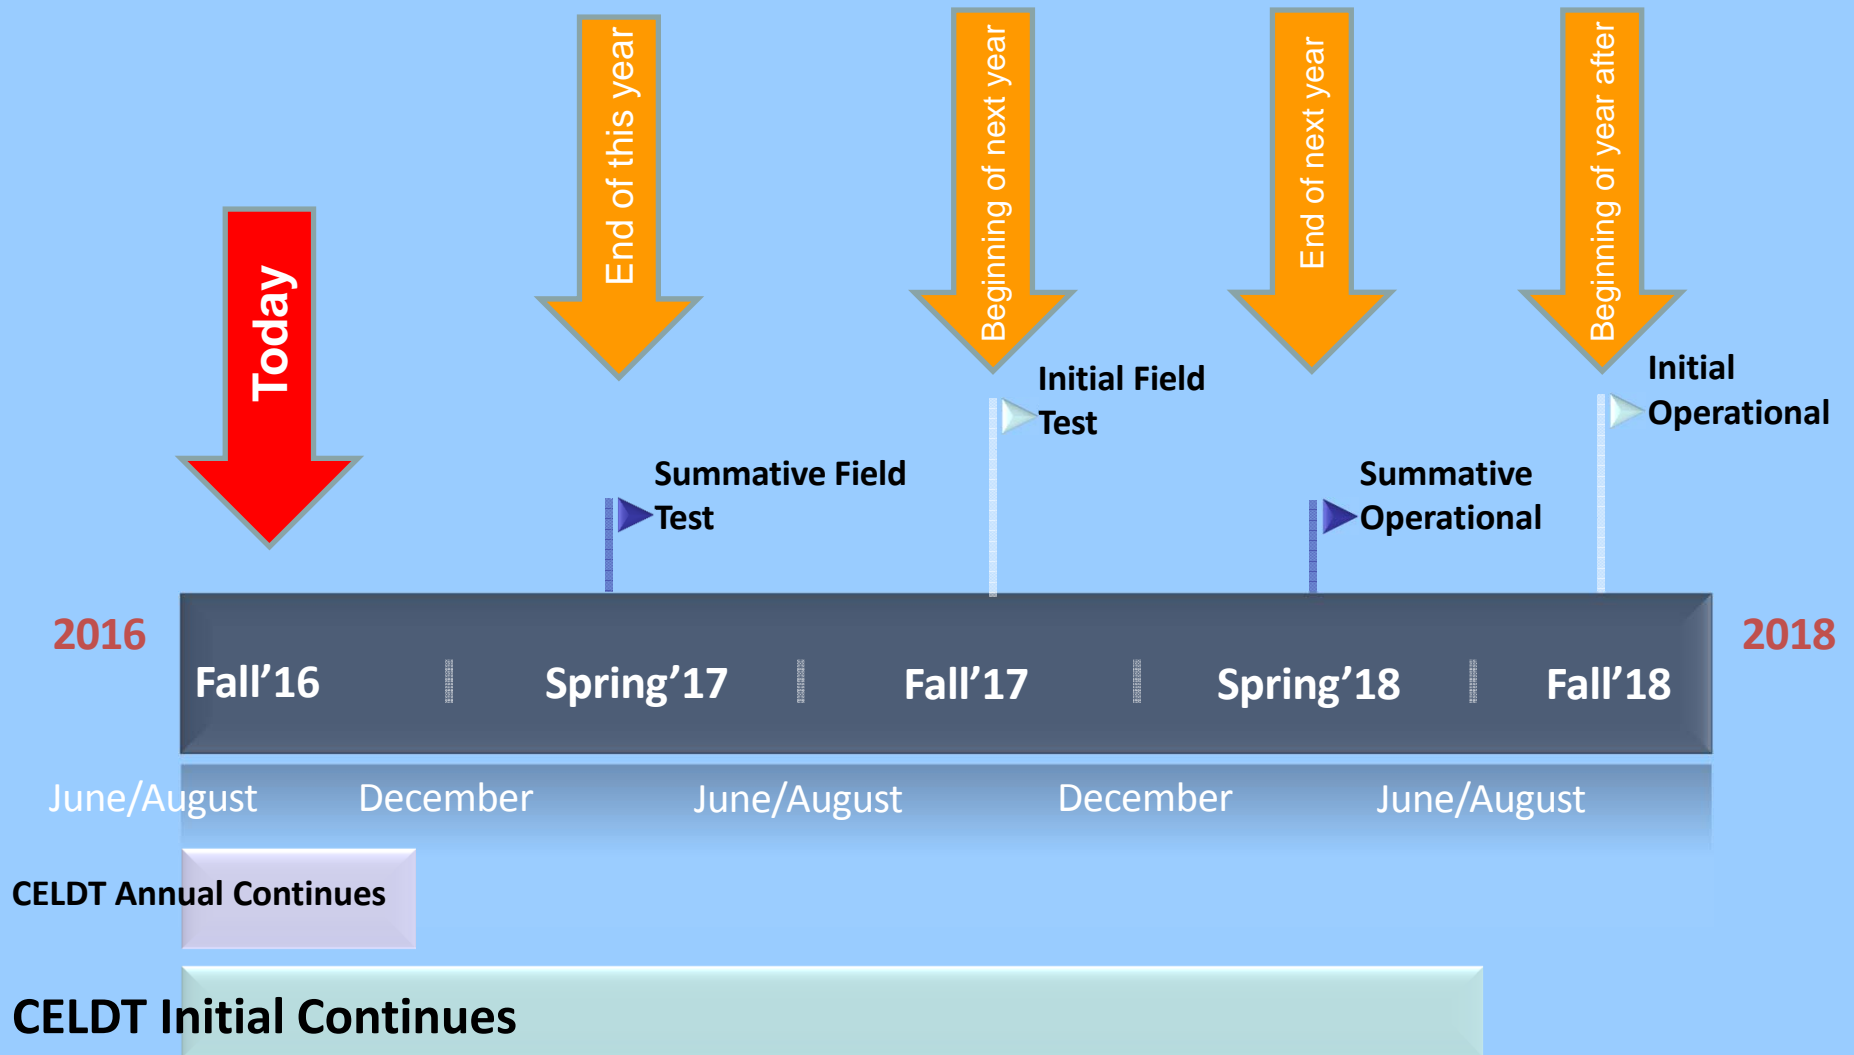 End of this year
Beginning of next year
End of next year
Beginning of year after
Today
Initial Field
Test
Initial
Operational
Summative Field
Test
Summative
Operational
2016
2018
Fall’16
Spring’17
Fall’17
Spring’18
Fall’18
June/August
December
June/August
December
June/August
CELDT Annual Continues
CELDT Initial Continues